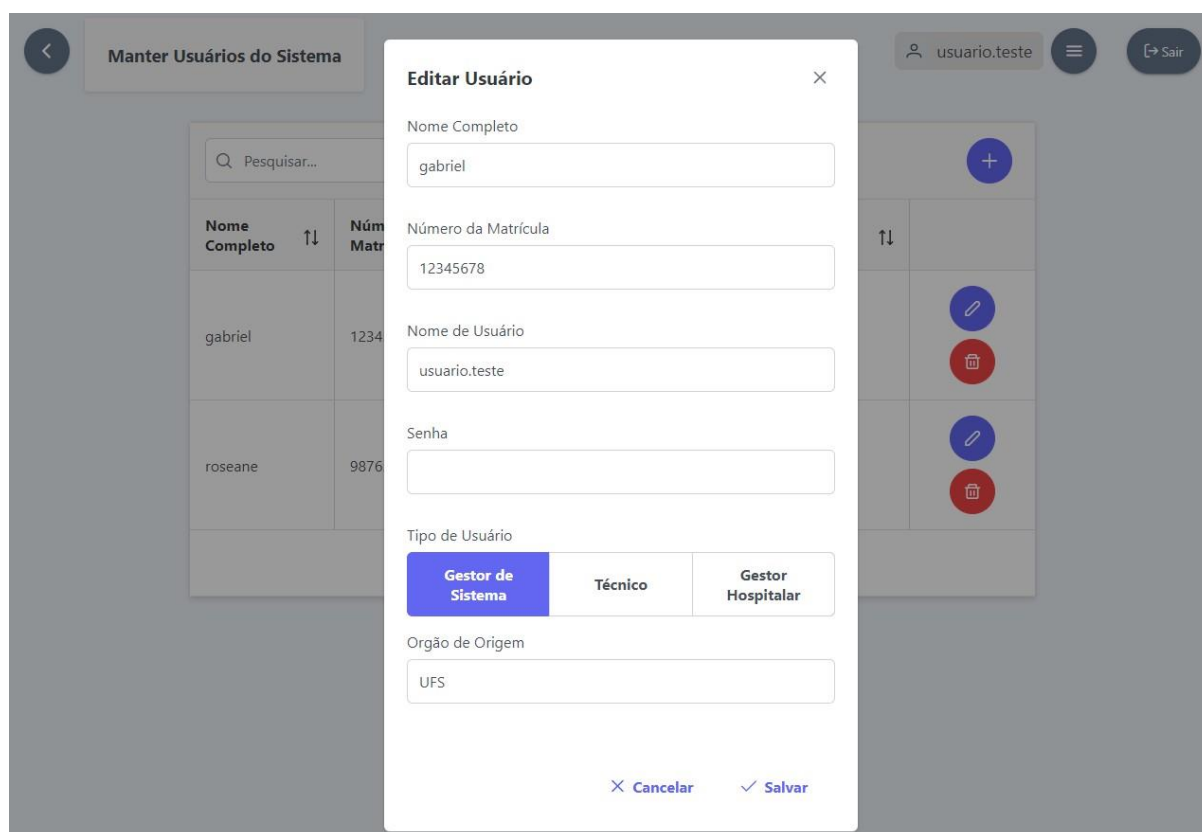 Manter Usuários do Sistema
usuario.teste
Sair
Editar Usuário
Nome Completo
gabriel
Número da Matrícula
12345678
Nome de Usuário
usuario.teste
Senha
Tipo de Usuário
Gestor de
Sistema
Técnico
Gestor
Hospitalar
Orgão de Origem
UFS
Cancelar
Salvar
Pesquisar...
Nome
Completo
Núm
Matr
gabriel
1234
roseane
9876